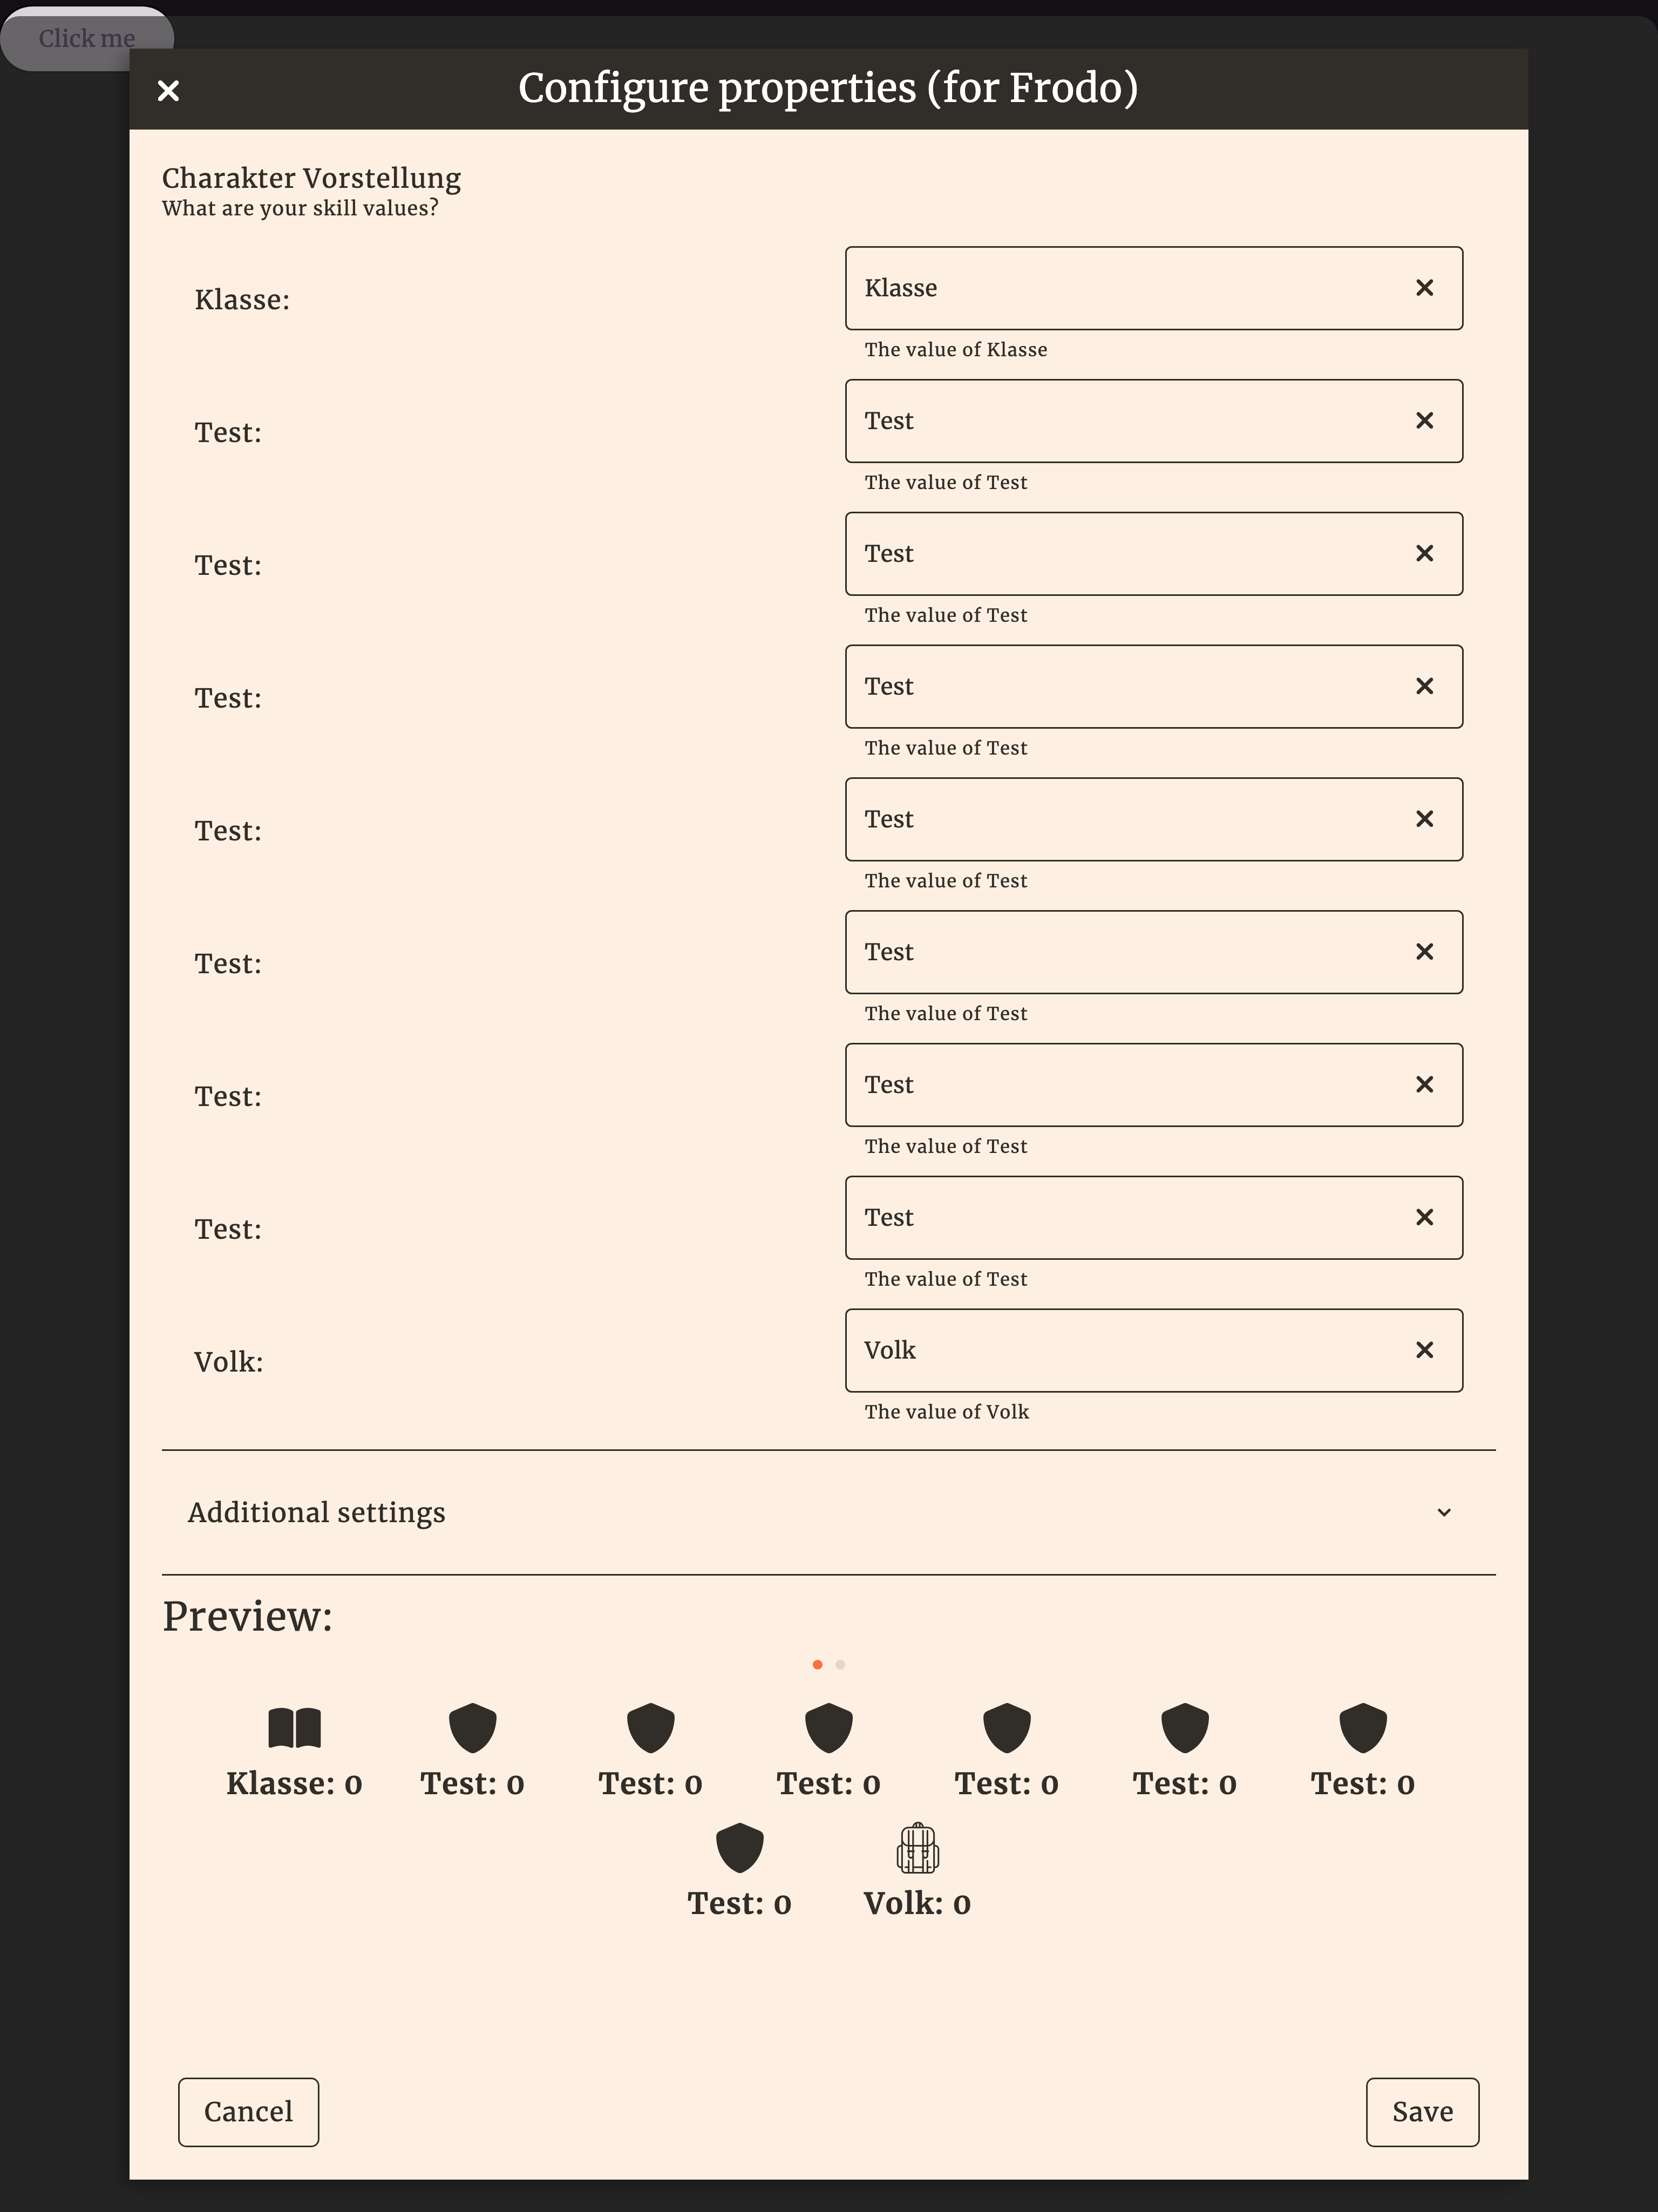 Click me
Configure properties (for Frodo)
Charakter Vorstellung
What are your skill values?
Klasse:
Klasse
The value of Klasse
Test:
Test
The value of Test
Test:
Test
The value of Test
Test:
Test
The value of Test
Test:
Test
The value of Test
Test:
Test
The value of Test
Test:
Test
The value of Test
Test:
Test
The value of Test
Volk:
Volk
The value of Volk
Additional settings
Preview:
Klasse: 0 Test: 0 Test: 0 Test: 0 Test: 0 Test: 0 Test: 0
Test: 0 Volk: 0
Cancel Save